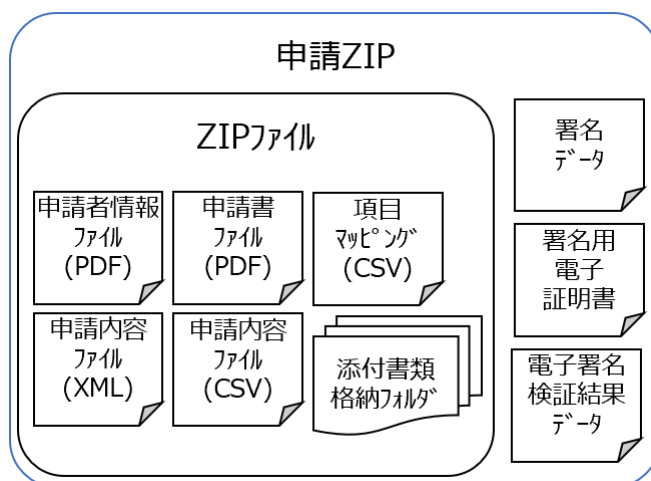 申請ZIP
ZIPﾌｧｲﾙ
申請者情報
ﾌｧｲﾙ
(PDF)
申請書
ﾌｧｲﾙ
(PDF)
項目
ﾏｯﾋﾟﾝｸﾞ
(CSV)
申請内容
ﾌｧｲﾙ
(XML)
申請内容
ﾌｧｲﾙ
(CSV)
添付書類
格納ﾌｫﾙﾀﾞ
署名
ﾃﾞｰﾀ
署名用
電子
証明書
電子署名
検証結果
ﾃﾞｰﾀ